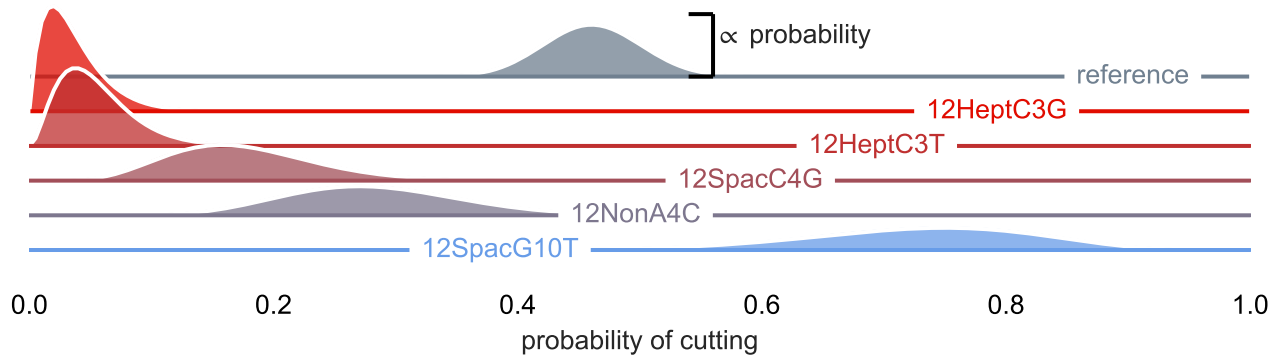 ∝ probability
reference
12HeptC3G
12HeptC3T
12SpacC4G
12NonA4C
12SpacG10T
0.0 0.2 0.4 0.6 0.8 1.0
probability of cutting